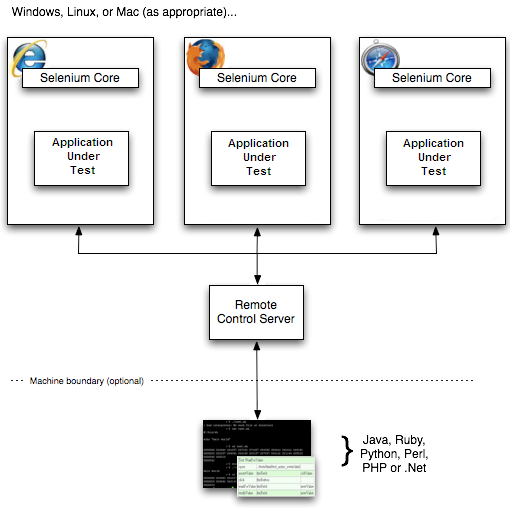 Windows, Linux, or Mac (as appropriate)...
Selenium Core
Selenium Core
Selenium Core
Application
Under
Test
Application
Under
Test
Application
Under
Test
Remote
Control Server
Machine boundary (optional)
Java, Ruby,
Python, Perl,
PHP or .Net